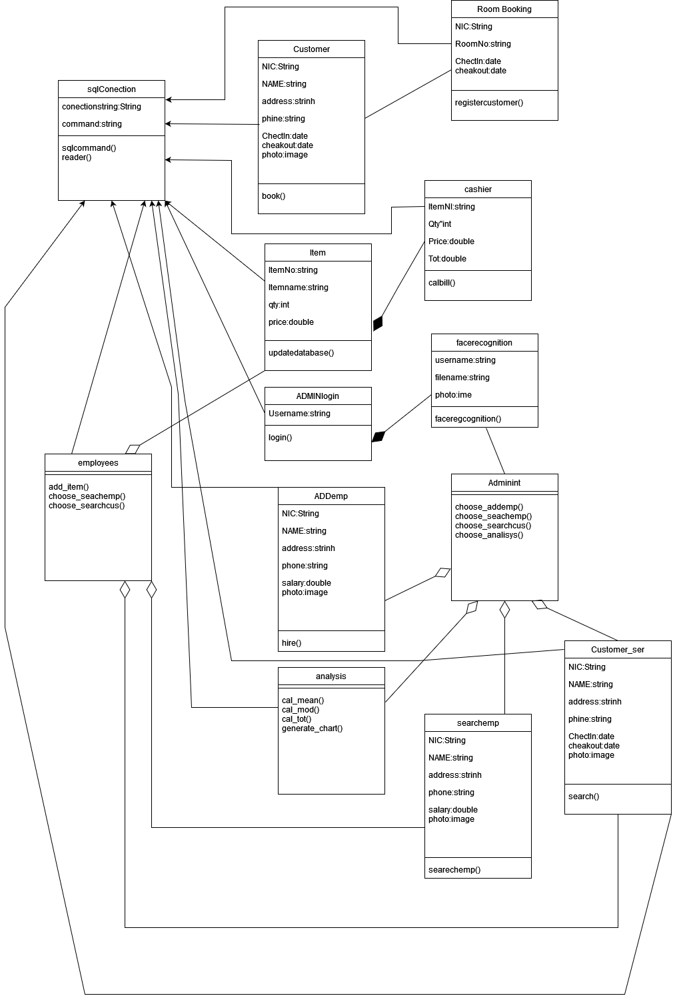 Room Booking
NIC:String
RoomNo:string
ChectIn:date
cheakout:date
registercustomer()
Customer
NIC:String
NAME:string
address:strinh
phine:string
ChectIn:date
cheakout:date
photo:image
book()
sqlConection
conectionstring:String
command:string
sqlcommand()
reader()
cashier
ItemNI:string
Qty"int
Price:double
Tot:double
calbill()
Item
ItemNo:string
Itemname:string
qty:int
price:double
updatedatabase()
facerecognition
username:string
filename:string
photo:ime
faceregcognition()
ADMINlogin
Username:string
login()
employees
add_item()
choose_seachemp()
choose_searchcus()
Adminint
choose_addemp()
choose_seachemp()
choose_searchcus()
choose_analisys()
ADDemp
NIC:String
NAME:string
address:strinh
phone:string
salary:double
photo:image
hire()
Customer_ser
NIC:String
NAME:string
address:strinh
phine:string
ChectIn:date
cheakout:date
photo:image
search()
analysis
cal_mean()
cal_mod()
cal_tot()
generate_chart()
searchemp
NIC:String
NAME:string
address:strinh
phone:string
salary:double
photo:image
searechemp()